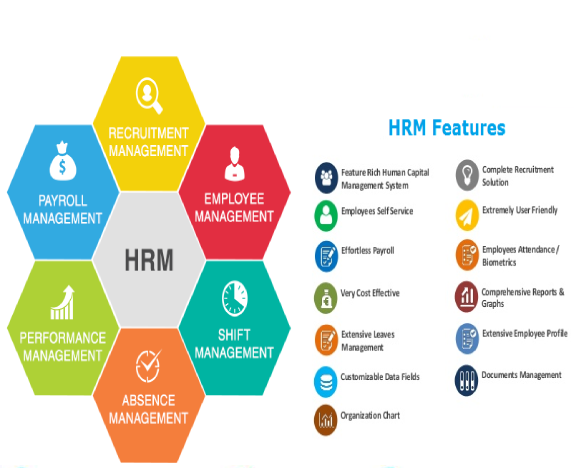 RECRUITMENT
MANAGEMENT
PAYROLL
MANAGEMENT
$
EMPLOYEE
MANAGEMENT
HRM
PERFORMANCE
MANAGEMENT
SHIFT
MANAGEMENT
ABSENCE
MANAGEMENT
HRM Features
Feature Rich Human Capital
Management System
Employees Self Service
Effortless Payroll
Very Cost Effective
Extensive Leaves
Management
Customizable Data Fields
Organization Chart
Complete Recruitment
Solution
Extremely User Friendly
Employees Attendance /
Biometrics
Comprehensive Reports &
Graphs
Extensive Employee Profile
Documents Management